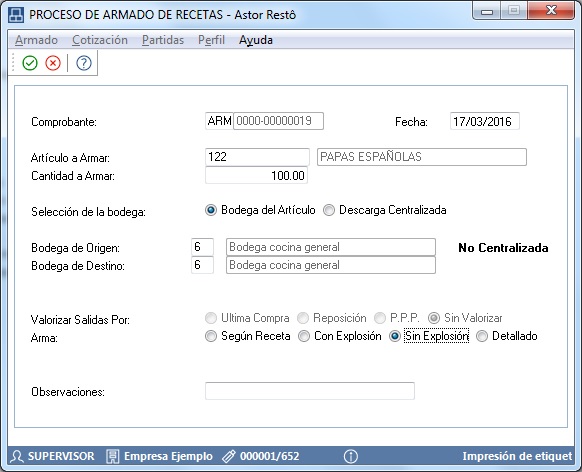 PROCESO DE ARMADO DE RECETAS - Astor Restô
Armado Cotización Partidas Perfil Ayuda
Comprobante: ARM 0000-00000019 Fecha: 17/03/2016
Artículo a Armar: 122 PAPAS ESPAÑOLAS
Cantidad a Armar: 100.00
Selección de la bodega: Bodega del Artículo Descarga Centralizada
Bodega de Origen: 6 Bodega cocina general No Centralizada
Bodega de Destino: 6 Bodega cocina general
Valorizar Salidas Por: Ultima Compra Reposición P.P.P. Sin Valorizar
Arma: Según Receta Con Explosión Sin Explosión Detallado
Observaciones:
SUPERVISOR Empresa Ejemplo 000001/652 Impresión de etiquet